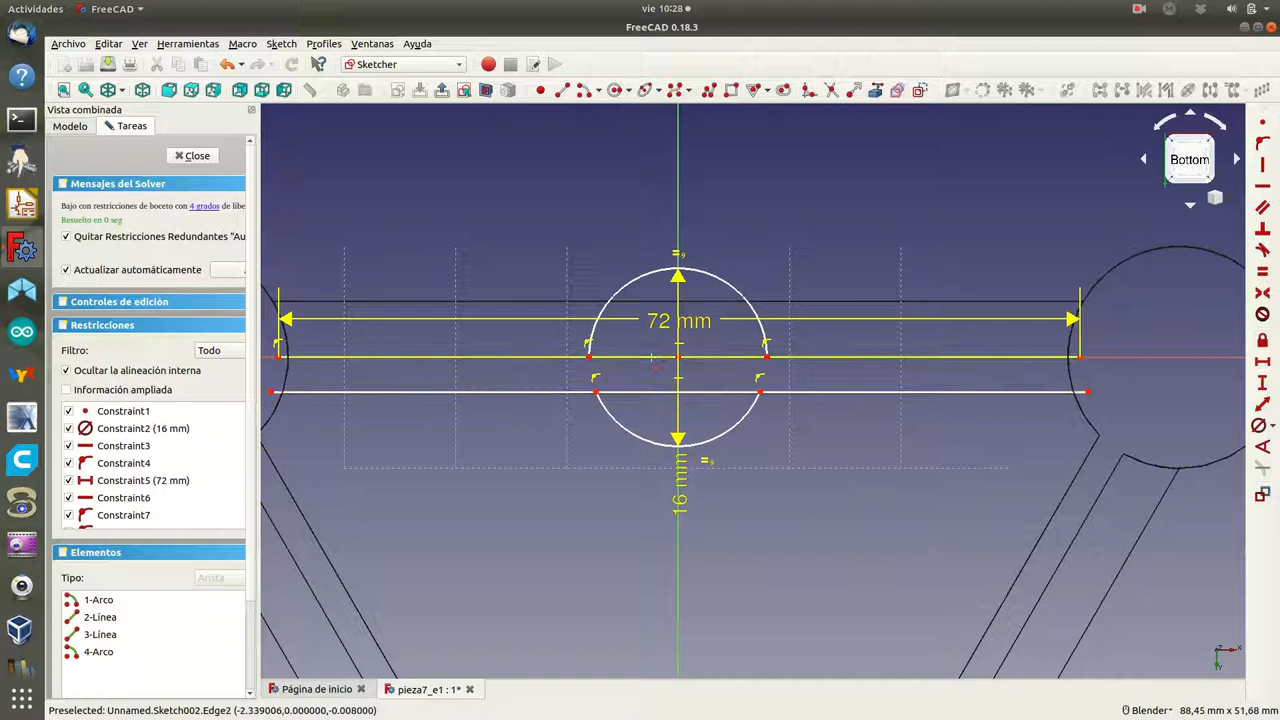 Actividades
FreeCAD
vie 10:28
FreeCAD 0.18.3
Archivo Editar Ver Herramientas Macro Sketch Profiles Ventanas Ayuda
Sketcher
Vista combinada
Modelo Tareas
Close
Bottom
Mensajes del Solver
Bajo con restricciones de boceto con 4 grados de libe
Resuelto en 0 seg
Quitar Restricciones Redundantes "Au
Actualizar automáticamente
Controles de edición
Restricciones
Filtro: Todo
Ocultar la alineación interna
Información ampliada
Constraint1
Constraint2 (16 mm)
Constraint3
Constraint4
Constraint5 (72 mm)
Constraint6
Constraint7
72 mm
16 mm
Elementos
Tipo: Arista
1-Arco
2-Línea
3-Línea
4-Arco
Página de inicio
pieza7_e1 : 1*
Preselected: Unnamed.Sketch002.Edge2 (-2.339006,0.000000,-0.008000)
Blender
88,45 mm x 51,68 mm